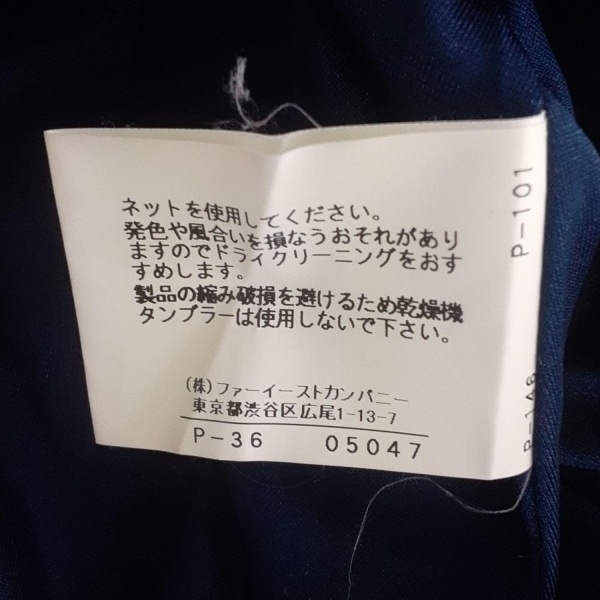 ネットを使用してください。
発色や風合いを損なうおそれがあり
ますのでドライクリーニングをおす
すめします。
製品の縮み破損を避けるため乾燥機
タンブラーは使用しないで下さい。
(株)ファーイーストカンパニー
東京都渋谷区広尾1-13-7
P-36 05047
P-101
P-146